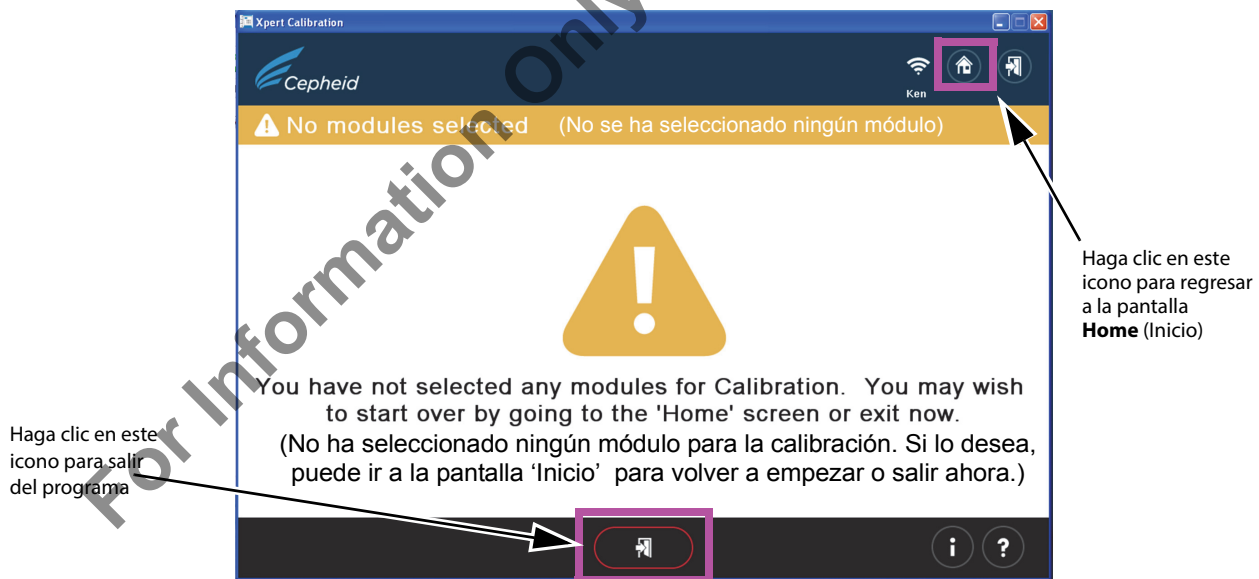 Xpert Calibration
Cepheid
Ken
No modules selected (No se ha seleccionado ningún módulo)
You have not selected any modules for Calibration. You may wish
to start over by going to the 'Home' screen or exit now.
(No ha seleccionado ningún módulo para la calibración. Si lo desea,
puede ir a la pantalla ‘Inicio’ para volver a empezar o salir ahora.)
Haga clic en este
icono para regresar
a la pantalla
Home (Inicio)
Haga clic en este
icono para salir
del programa
i ?
For Information Only